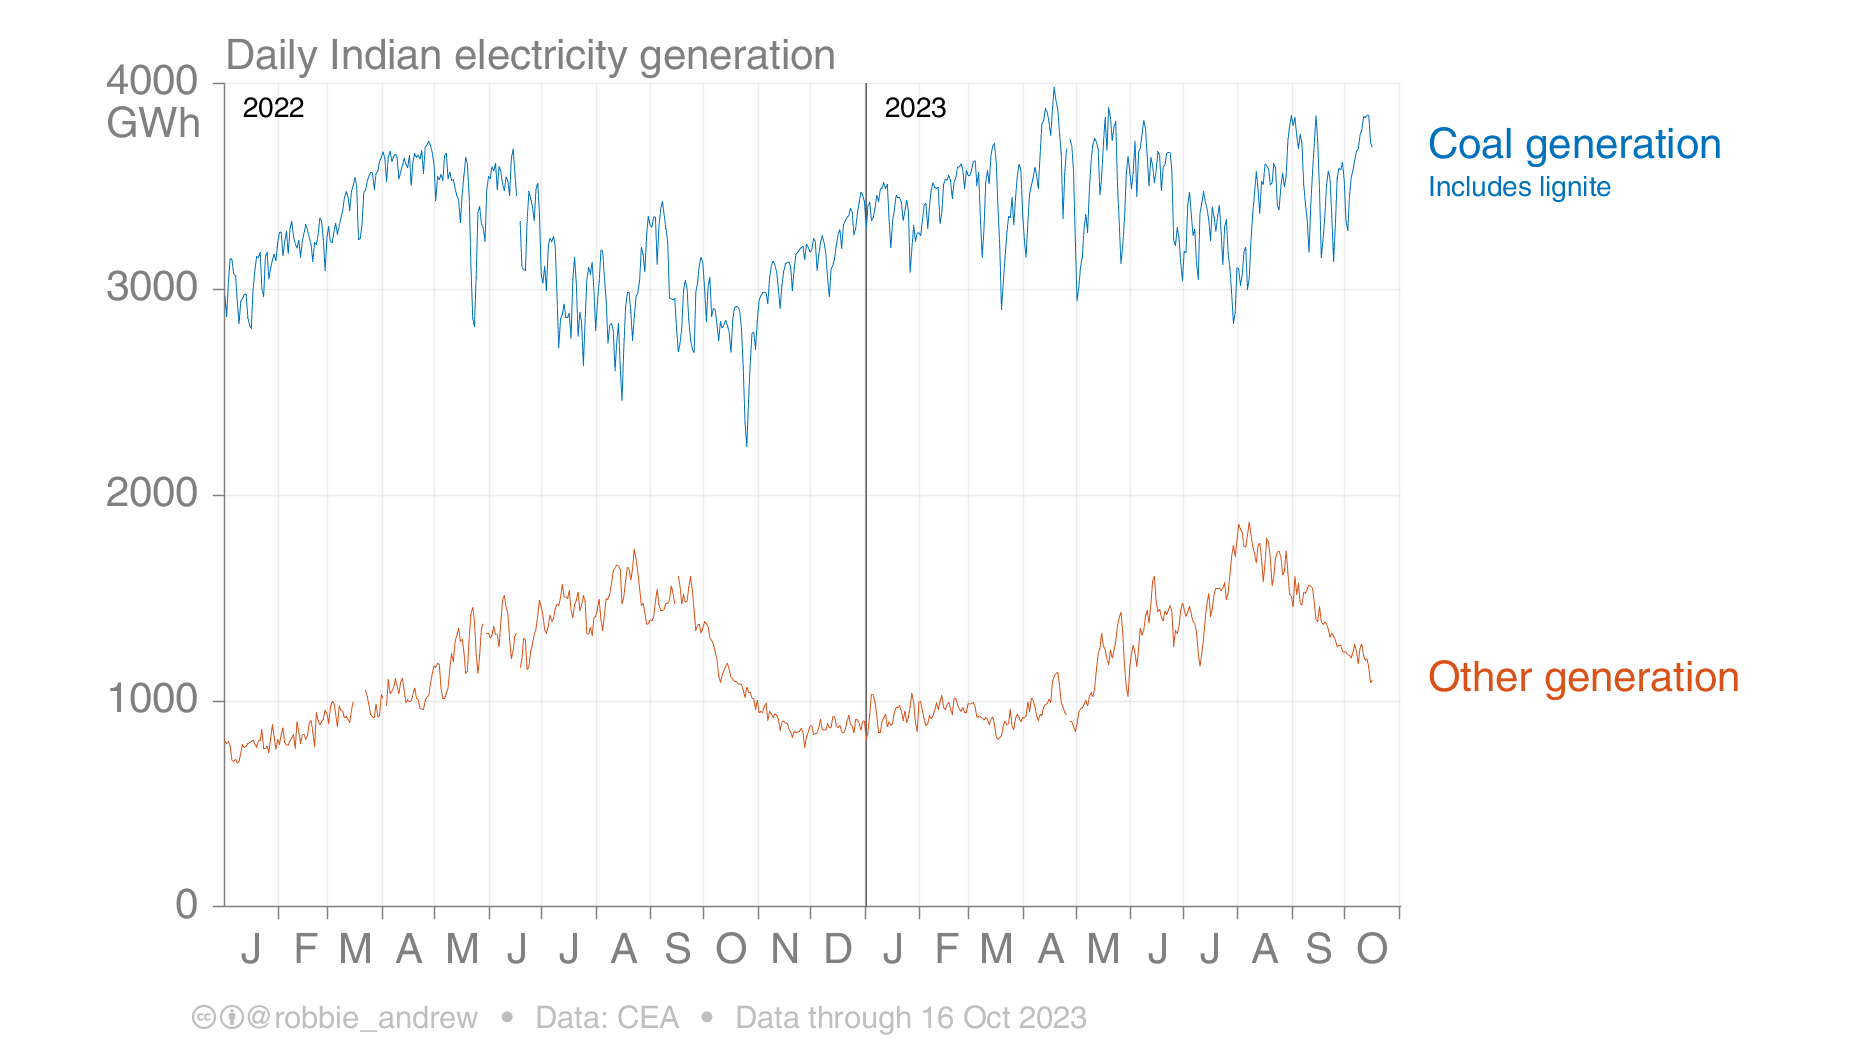 Daily Indian electricity generation
4000
GWh
2022
2023
Coal generation
Includes lignite
3000
2000
Other generation
1000
0
J F M A M J J A S O N D J F M A M J J A S O
@robbie_andrew • Data: CEA • Data through 16 Oct 2023